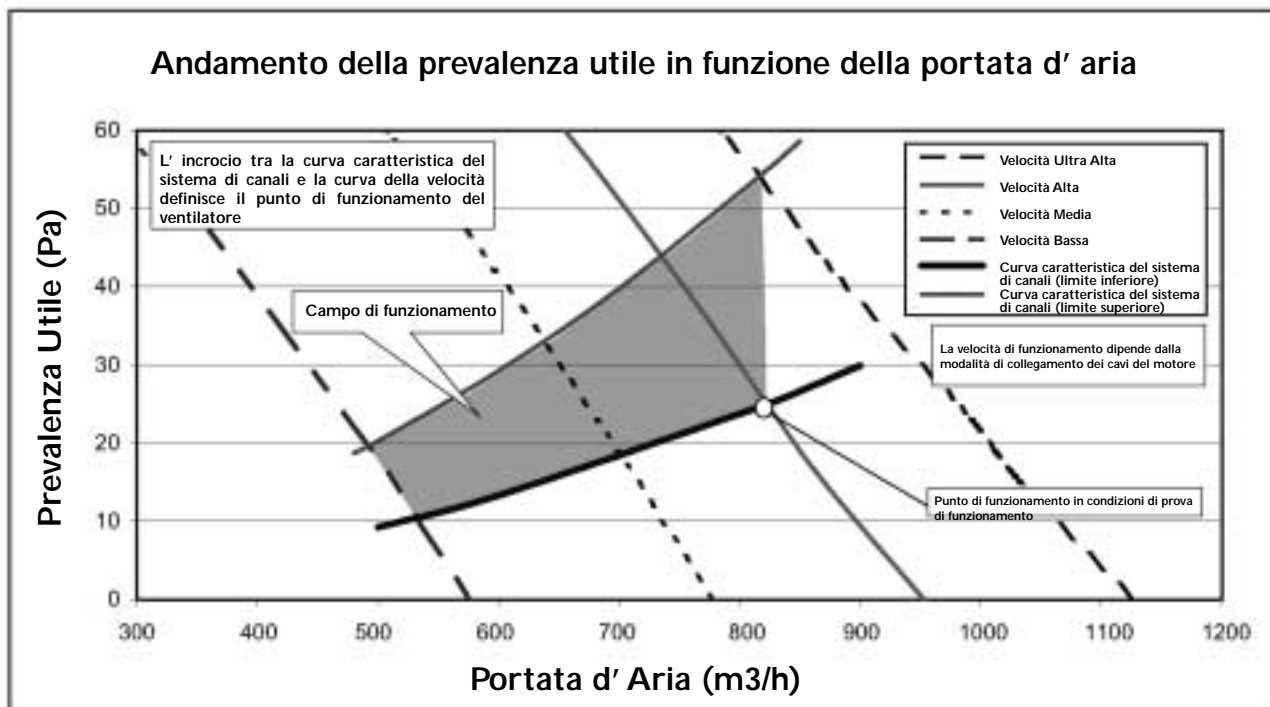 Andamento della prevalenza utile in funzione della portata d' aria
60
50
40
30
20
10
0
Prevalenza Utile (Pa)
L' incrocio tra la curva caratteristica del
sistema di canali e la curva della velocità
definisce il punto di funzionamento del
ventilatore
Campo di funzionamento
Velocità Ultra Alta
Velocità Alta
Velocità Media
Velocità Bassa
Curva caratteristica del sistema
di canali (limite inferiore)
Curva caratteristica del sistema
di canali (limite superiore)
La velocità di funzionamento dipende dalla
modalità di collegamento dei cavi del motore
Punto di funzionamento in condizioni di prova
di funzionamento
300 400 500 600 700 800 900 1000 1100 1200
Portata d' Aria (m3/h)